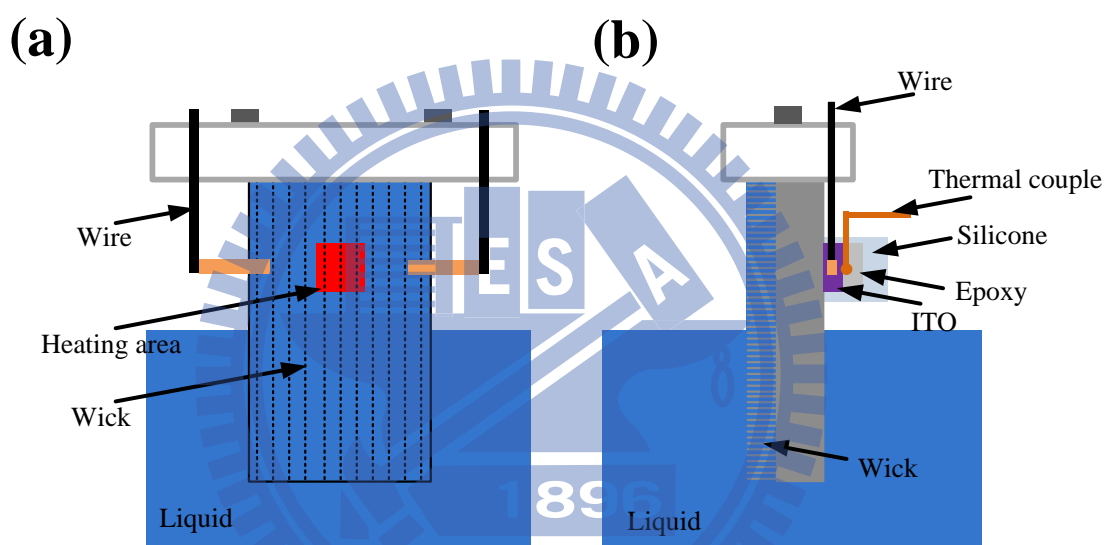 (a)
Wire
Heating area
Wick
Liquid
(b)
Wire
Thermal couple
Silicone
Epoxy
ITO
Wick
Liquid
E S A
1896